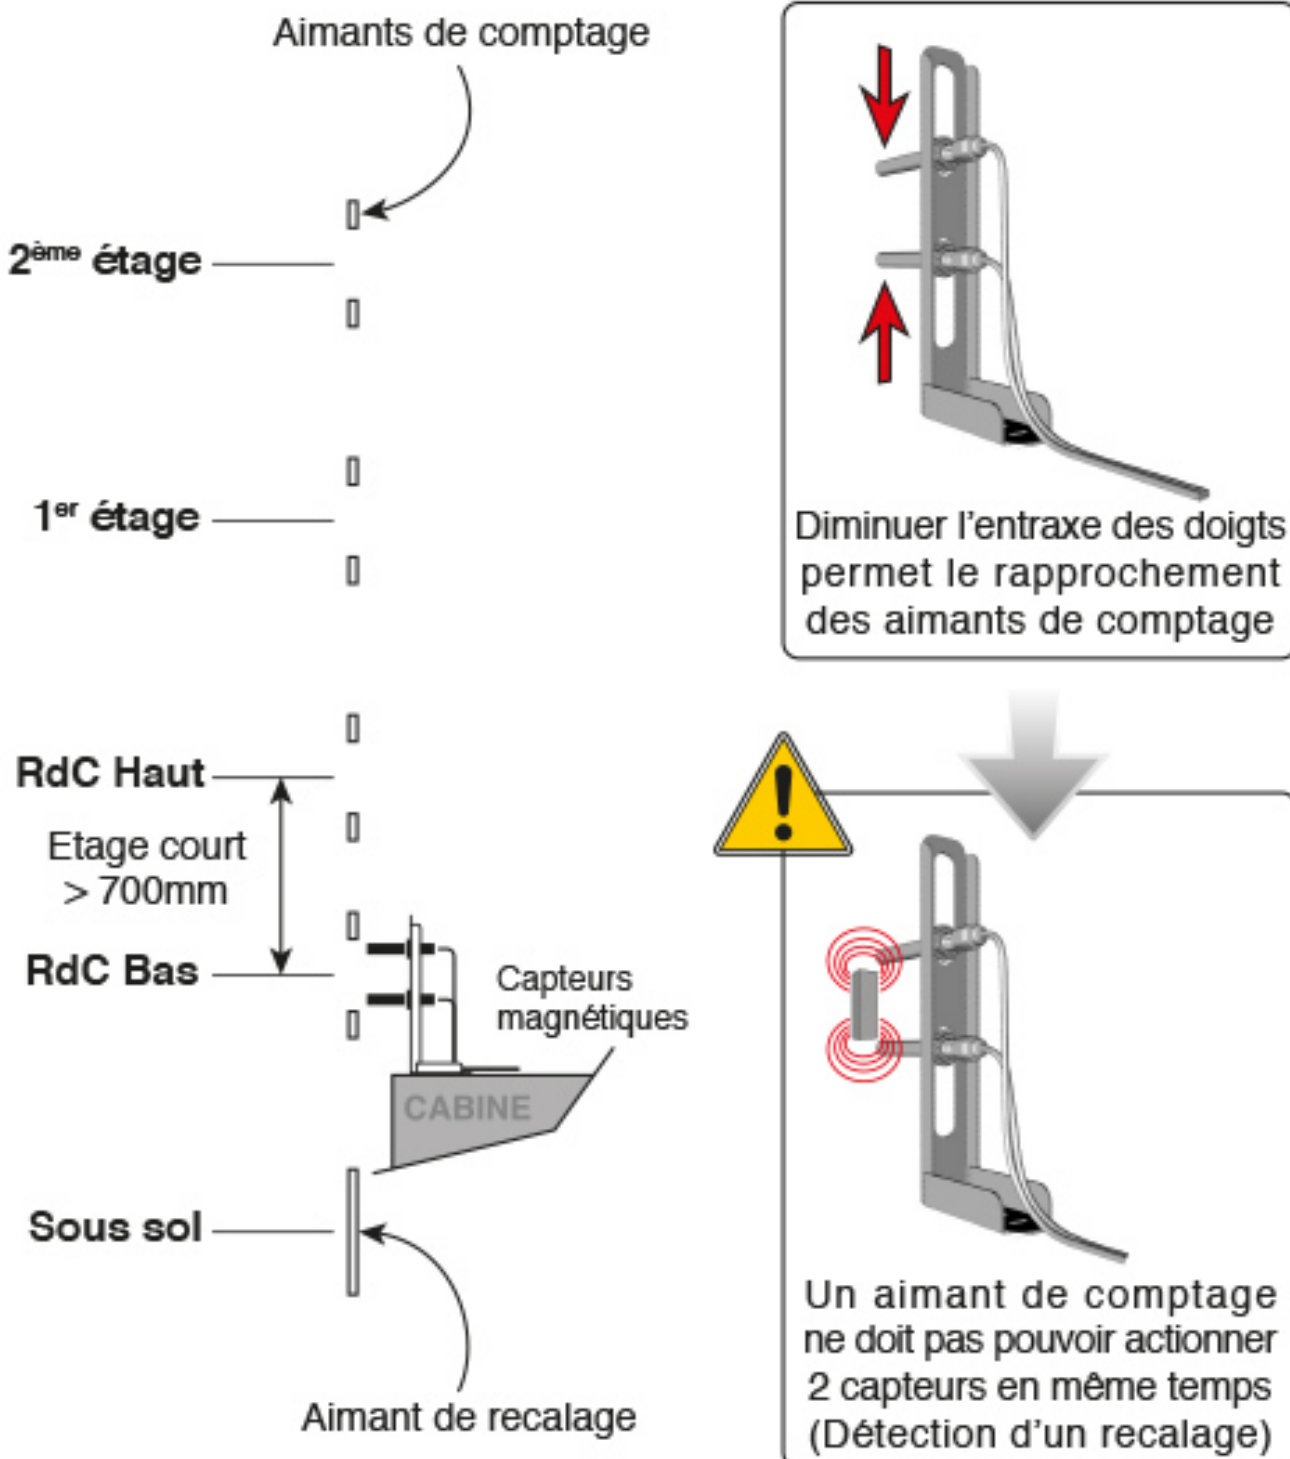 Aimants de comptage
2ème étage
1er étage
RdC Haut
Etage court
> 700mm
RdC Bas
Capteurs
magnétiques
CABINE
Sous sol
Aimant de recalage
Diminuer l'entraxe des doigts
permet le rapprochement
des aimants de comptage
Un aimant de comptage
ne doit pas pouvoir actionner
2 capteurs en même temps
(Détection d'un recalage)